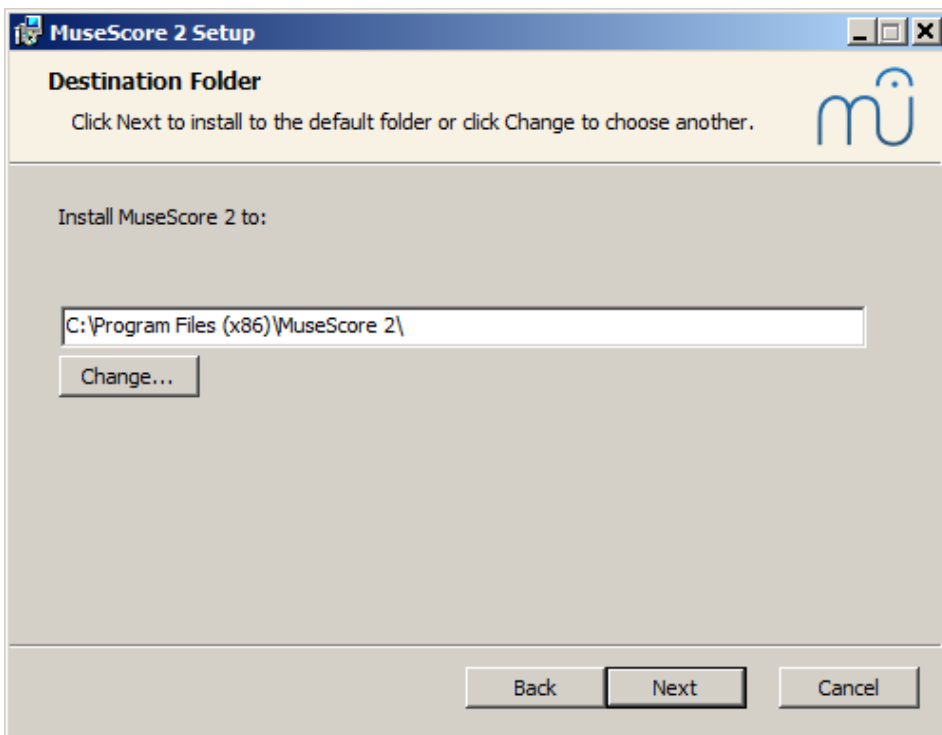 MuseScore 2 Setup
Destination Folder
Click Next to install to the default folder or click Change to choose another.
Install MuseScore 2 to:
C:\Program Files (x86)\MuseScore 2\
Change...
Back Next Cancel